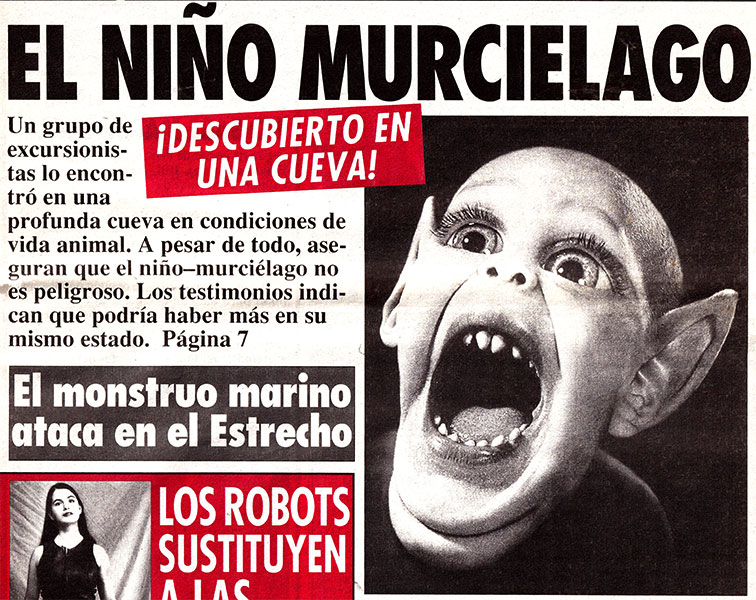 EL NIÑO MURCIELAGO
¡DESCUBIERTO EN
UNA CUEVA!
Un grupo de
excursionis-
tas lo encon-
tró en una
profunda cueva en condiciones de
vida animal. A pesar de todo, ase-
guran que el niño–murciélago no
es peligroso. Los testimonios indi-
can que podría haber más en su
mismo estado. Página 7
El monstruo marino
ataca en el Estrecho
LOS ROBOTS
SUSTITUYEN
A LAS